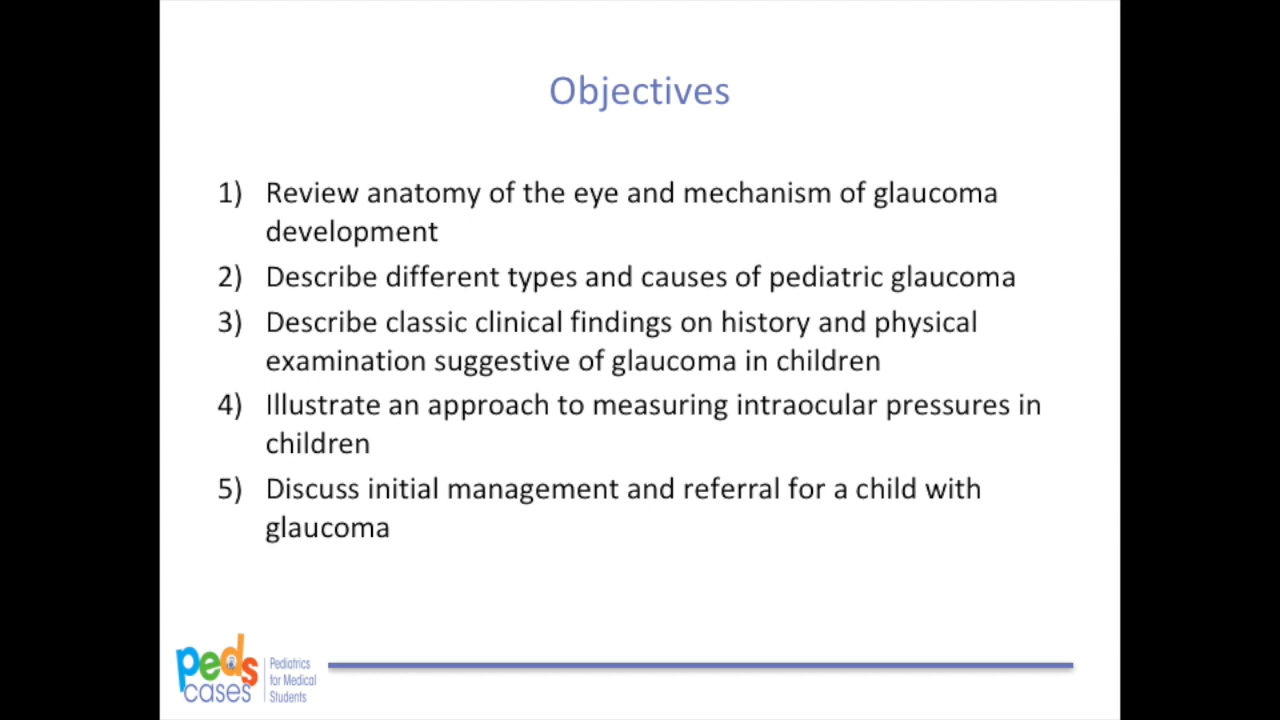 Objectives
1) Review anatomy of the eye and mechanism of glaucoma
development
2) Describe different types and causes of pediatric glaucoma
3) Describe classic clinical findings on history and physical
examination suggestive of glaucoma in children
4) Illustrate an approach to measuring intraocular pressures in
children
5) Discuss initial management and referral for a child with
glaucoma
peds
cases
Pediatrics
for Medical
Students